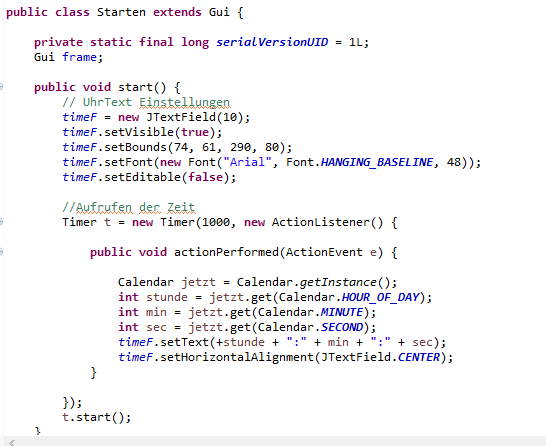 public class Starten extends Gui {
private static final long serialVersionUID = 1L;
Gui frame;
public void start() {
// UhrText Einstellungen
timeF = new JTextField(10);
timeF.setVisible(true);
timeF.setBounds(74, 61, 290, 80);
timeF.setFont(new Font("Arial", Font.HANGING_BASELINE, 48));
timeF.setEditable(false);
//Aufrufen der Zeit
Timer t = new Timer(1000, new ActionListener() {
public void actionPerformed(ActionEvent e) {
Calendar jetzt = Calendar.getInstance();
int stunde = jetzt.get(Calendar.HOUR_OF_DAY);
int min = jetzt.get(Calendar.MINUTE);
int sec = jetzt.get(Calendar.SECOND);
timeF.setText(+stunde + ":" + min + ":" + sec);
timeF.setHorizontalAlignment(JTextField.CENTER);
}
});
t.start();
}